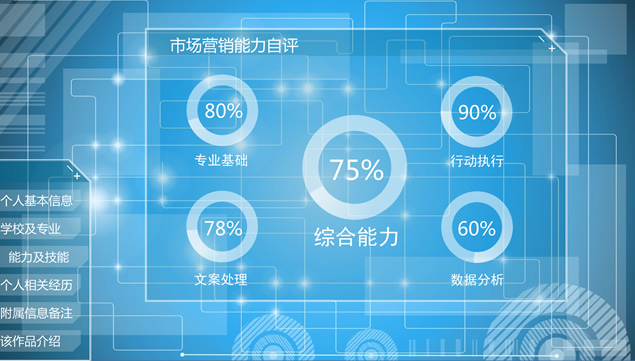 市场营销能力自评
80%
专业基础
90%
行动执行
75%
综合能力
78%
文案处理
60%
数据分析
个人基本信息
学校及专业
能力及技能
个人相关经历
附属信息备注
该作品介绍